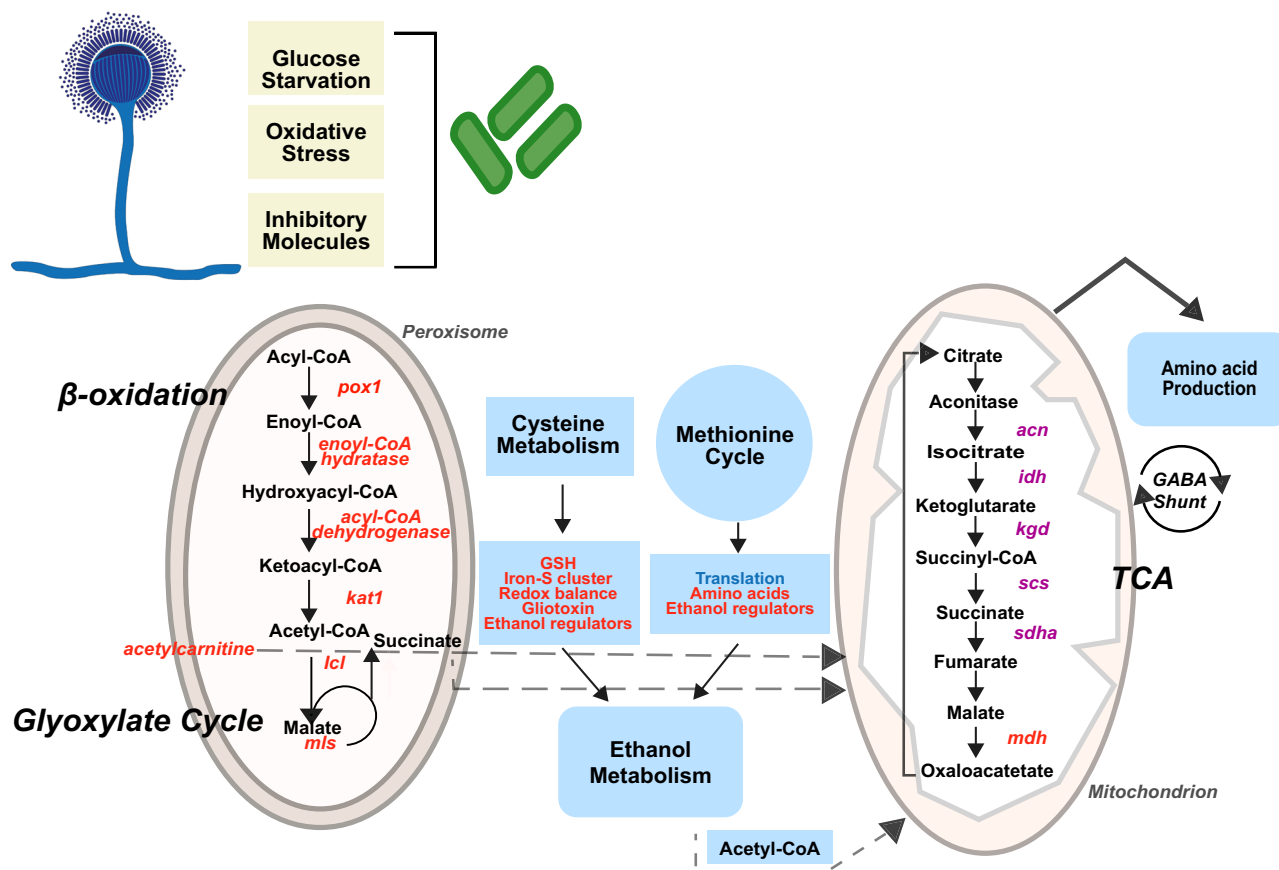 Glucose
Starvation
Oxidative
Stress
Inhibitory
Molecules
Peroxisome
β-oxidation
Acyl-CoA
pox1
Enoyl-CoA
enoyl-CoA
hydratase
Hydroxyacyl-CoA
acyl-CoA
dehydrogenase
Ketoacyl-CoA
kat1
Acetyl-CoA
Succinate
acetylcarnitine
Icl
Glyoxylate Cycle
Malate
mls
Cysteine
Metabolism
GSH
Iron-S cluster
Redox balance
Gliotoxin
Ethanol regulators
Methionine
Cycle
Translation
Amino acids
Ethanol regulators
Ethanol
Metabolism
Acetyl-CoA
Citrate
Aconitase
acn
Isocitrate
idh
Ketoglutarate
kgd
Succinyl-CoA
scs
Succinate
sdha
Fumarate
Malate
mdh
Oxaloacatetate
TCA
Mitochondrion
Amino acid
Production
GABA
Shunt